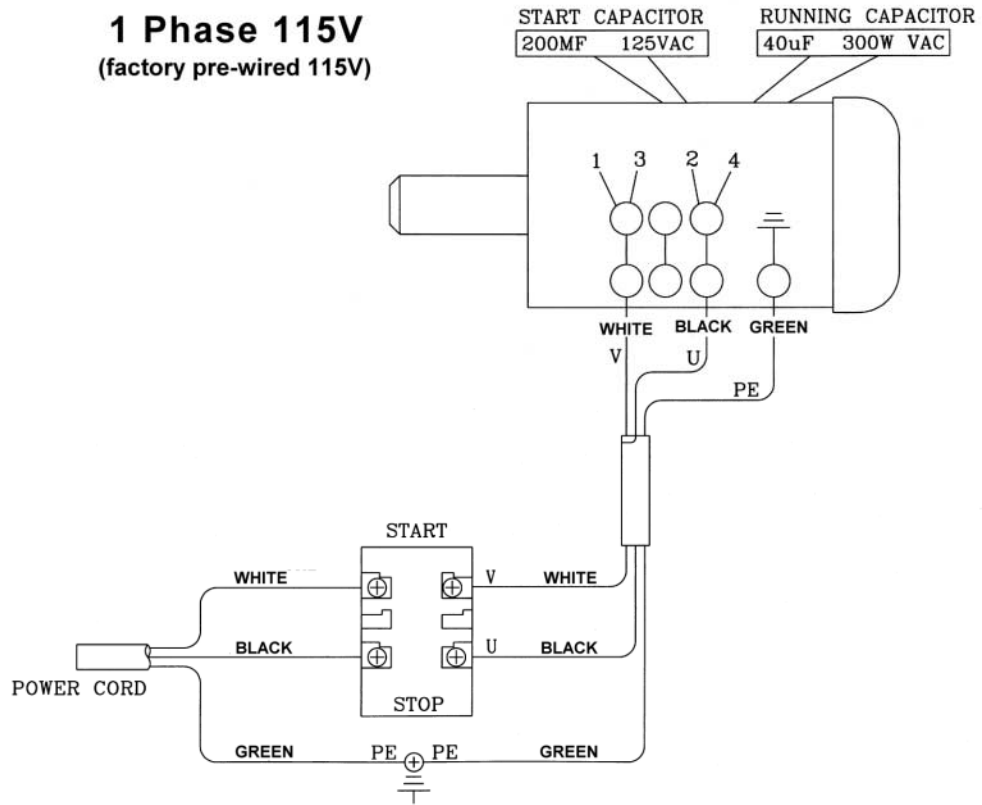 1 Phase 115V
(factory pre-wired 115V)
START CAPACITOR
200MF 125VAC
RUNNING CAPACITOR
40uF 300W VAC
1 3 2 4
WHITE BLACK GREEN
V U
PE
START
WHITE V WHITE
BLACK U BLACK
POWER CORD
STOP
GREEN PE PE GREEN